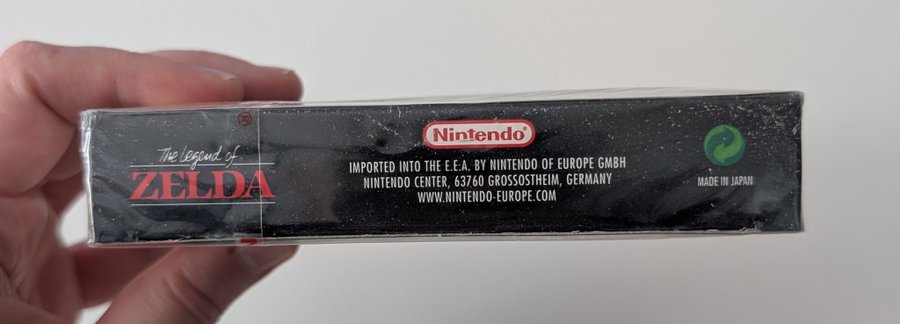 The Legend of
ZELDA
®
Nintendo®
IMPORTED INTO THE E.E.A. BY NINTENDO OF EUROPE GMBH
NINTENDO CENTER, 63760 GROSSOSTHEIM, GERMANY
WWW.NINTENDO-EUROPE.COM
MADE IN JAPAN